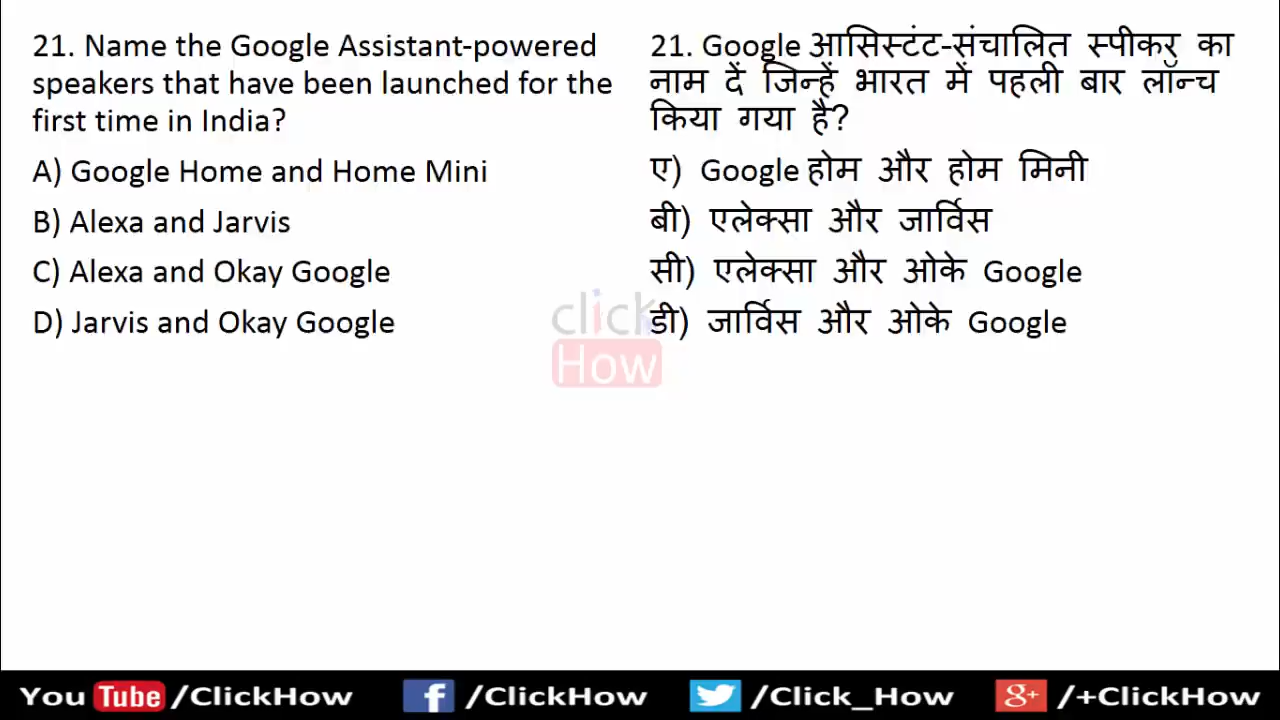 21. Name the Google Assistant-powered
speakers that have been launched for the
first time in India?
A) Google Home and Home Mini
B) Alexa and Jarvis
C) Alexa and Okay Google
D) Jarvis and Okay Google
21. Google आसिस्टंट-संचालित स्पीकर् का
नाम दें जिन्हें भारत में पहली बार लॉन्च
किया गया है?
ए) Google होम और होम मिनी
बी) एलेक्सा और जार्विस
सी) एलेक्सा और ओके Google
डी) जार्विस और ओके Google
click
How
You Tube /ClickHow f /ClickHow /Click_How g+ /+ClickHow